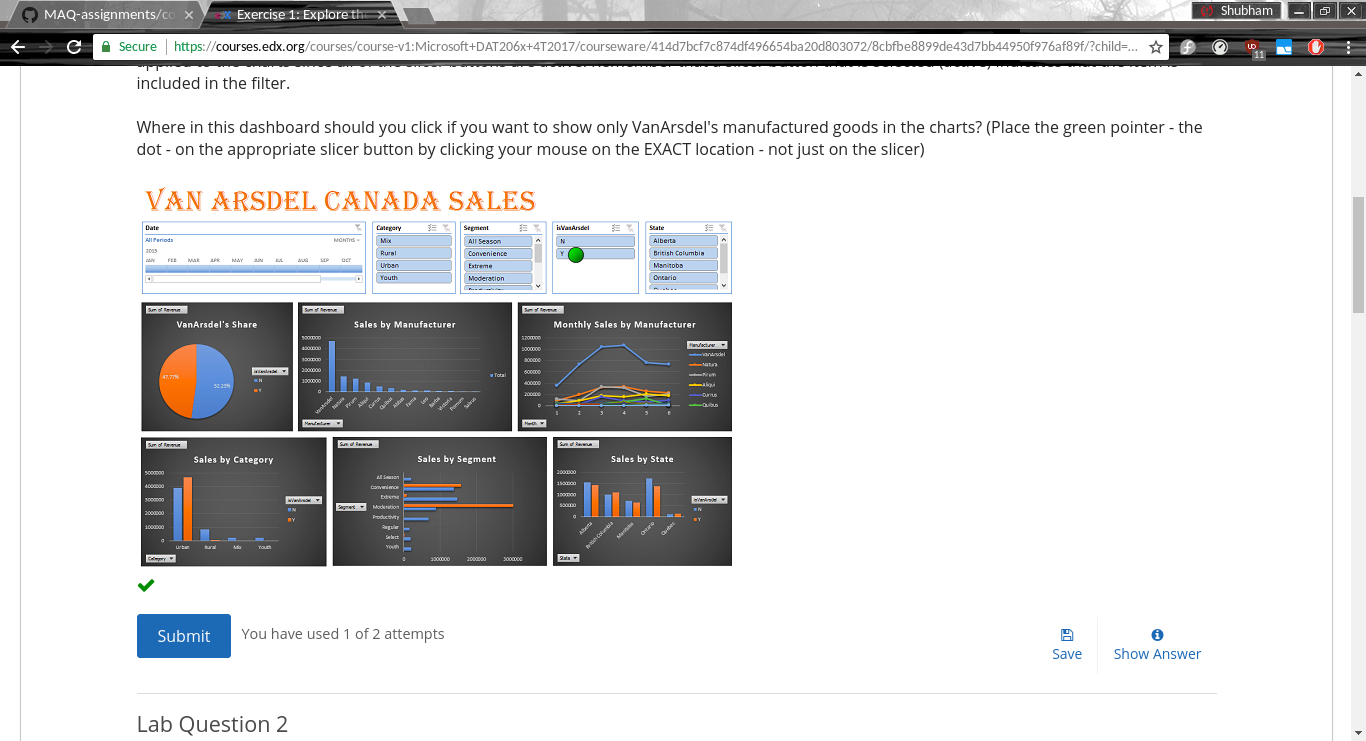 MAQ-assignments/co
Exercise 1: Explore th
Shubham
Secure
https://courses.edx.org/courses/course-v1:Microsoft+DAT206x+4T2017/courseware/414d7bcf7c874df496654ba20d803072/8cbfbe8899de43d7bb44950f976af89f/?child=...
11
included in the filter.
Where in this dashboard should you click if you want to show only VanArsdel's manufactured goods in the charts? (Place the green pointer - the
dot - on the appropriate slicer button by clicking your mouse on the EXACT location - not just on the slicer)
VAN ARSDEL CANADA SALES
Date
All Periods
MONTHS
2015
JAN FEB MAR APR MAY JUN JUL AUG SEP OCT
Category
Mix
Rural
Urban
Youth
Segment
All Season
Convenience
Extreme
Moderation
Productivity
isVanArsdel
N
Y
State
Alberta
British Columbia
Manitoba
Ontario
Quebec
Sum of Revenue
VanArsdel's Share
47.77%
52.23%
isVanArsdel
N
Y
Sum of Revenue
Sales by Manufacturer
5000000
4000000
3000000
2000000
1000000
0
VanArsdel
Natura
Pirum
Aliqui
Currus
Quibus
Abbas
Fama
Leo
Barba
Victoria
Pomum
Salvus
Total
Manufacturer
Sum of Revenue
Monthly Sales by Manufacturer
1200000
1000000
800000
600000
400000
200000
0
1 2 3 4 5 6
Manufacturer
VanArsdel
Natura
Pirum
Aliqui
Currus
Quibus
Month
Sum of Revenue
Sales by Category
5000000
4000000
3000000
2000000
1000000
0
Urban Rural Mix Youth
isVanArsdel
N
Y
Category
Sum of Revenue
Sales by Segment
All Season
Convenience
Extreme
Moderation
Productivity
Regular
Select
Youth
0 1000000 2000000 3000000
Segment
Sum of Revenue
Sales by State
2000000
1500000
1000000
500000
0
Alberta
British Columbia
Manitoba
Ontario
Quebec
isVanArsdel
N
Y
State
Submit
You have used 1 of 2 attempts
Save
Show Answer
Lab Question 2